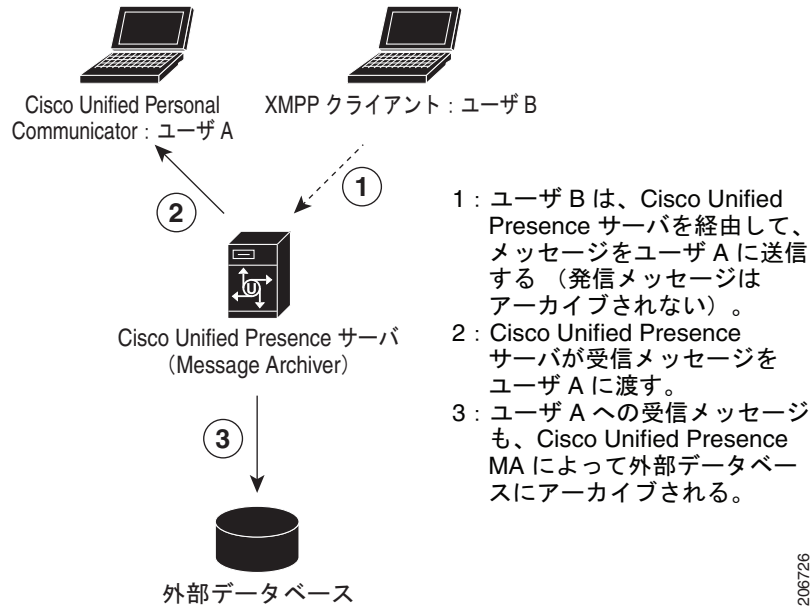 Cisco Unified Personal
Communicator：ユーザ A
XMPP クライアント：ユーザ B
1
2
Cisco Unified Presence サーバ
（Message Archiver）
3
外部データベース
1：ユーザ B は、Cisco Unified
Presence サーバを経由して、
メッセージをユーザ A に送信
する （発信メッセージは
アーカイブされない）。
2：Cisco Unified Presence
サーバが受信メッセージを
ユーザ A に渡す。
3：ユーザ A への受信メッセージ
も、Cisco Unified Presence
MA によって外部データベー
スにアーカイブされる。
206726